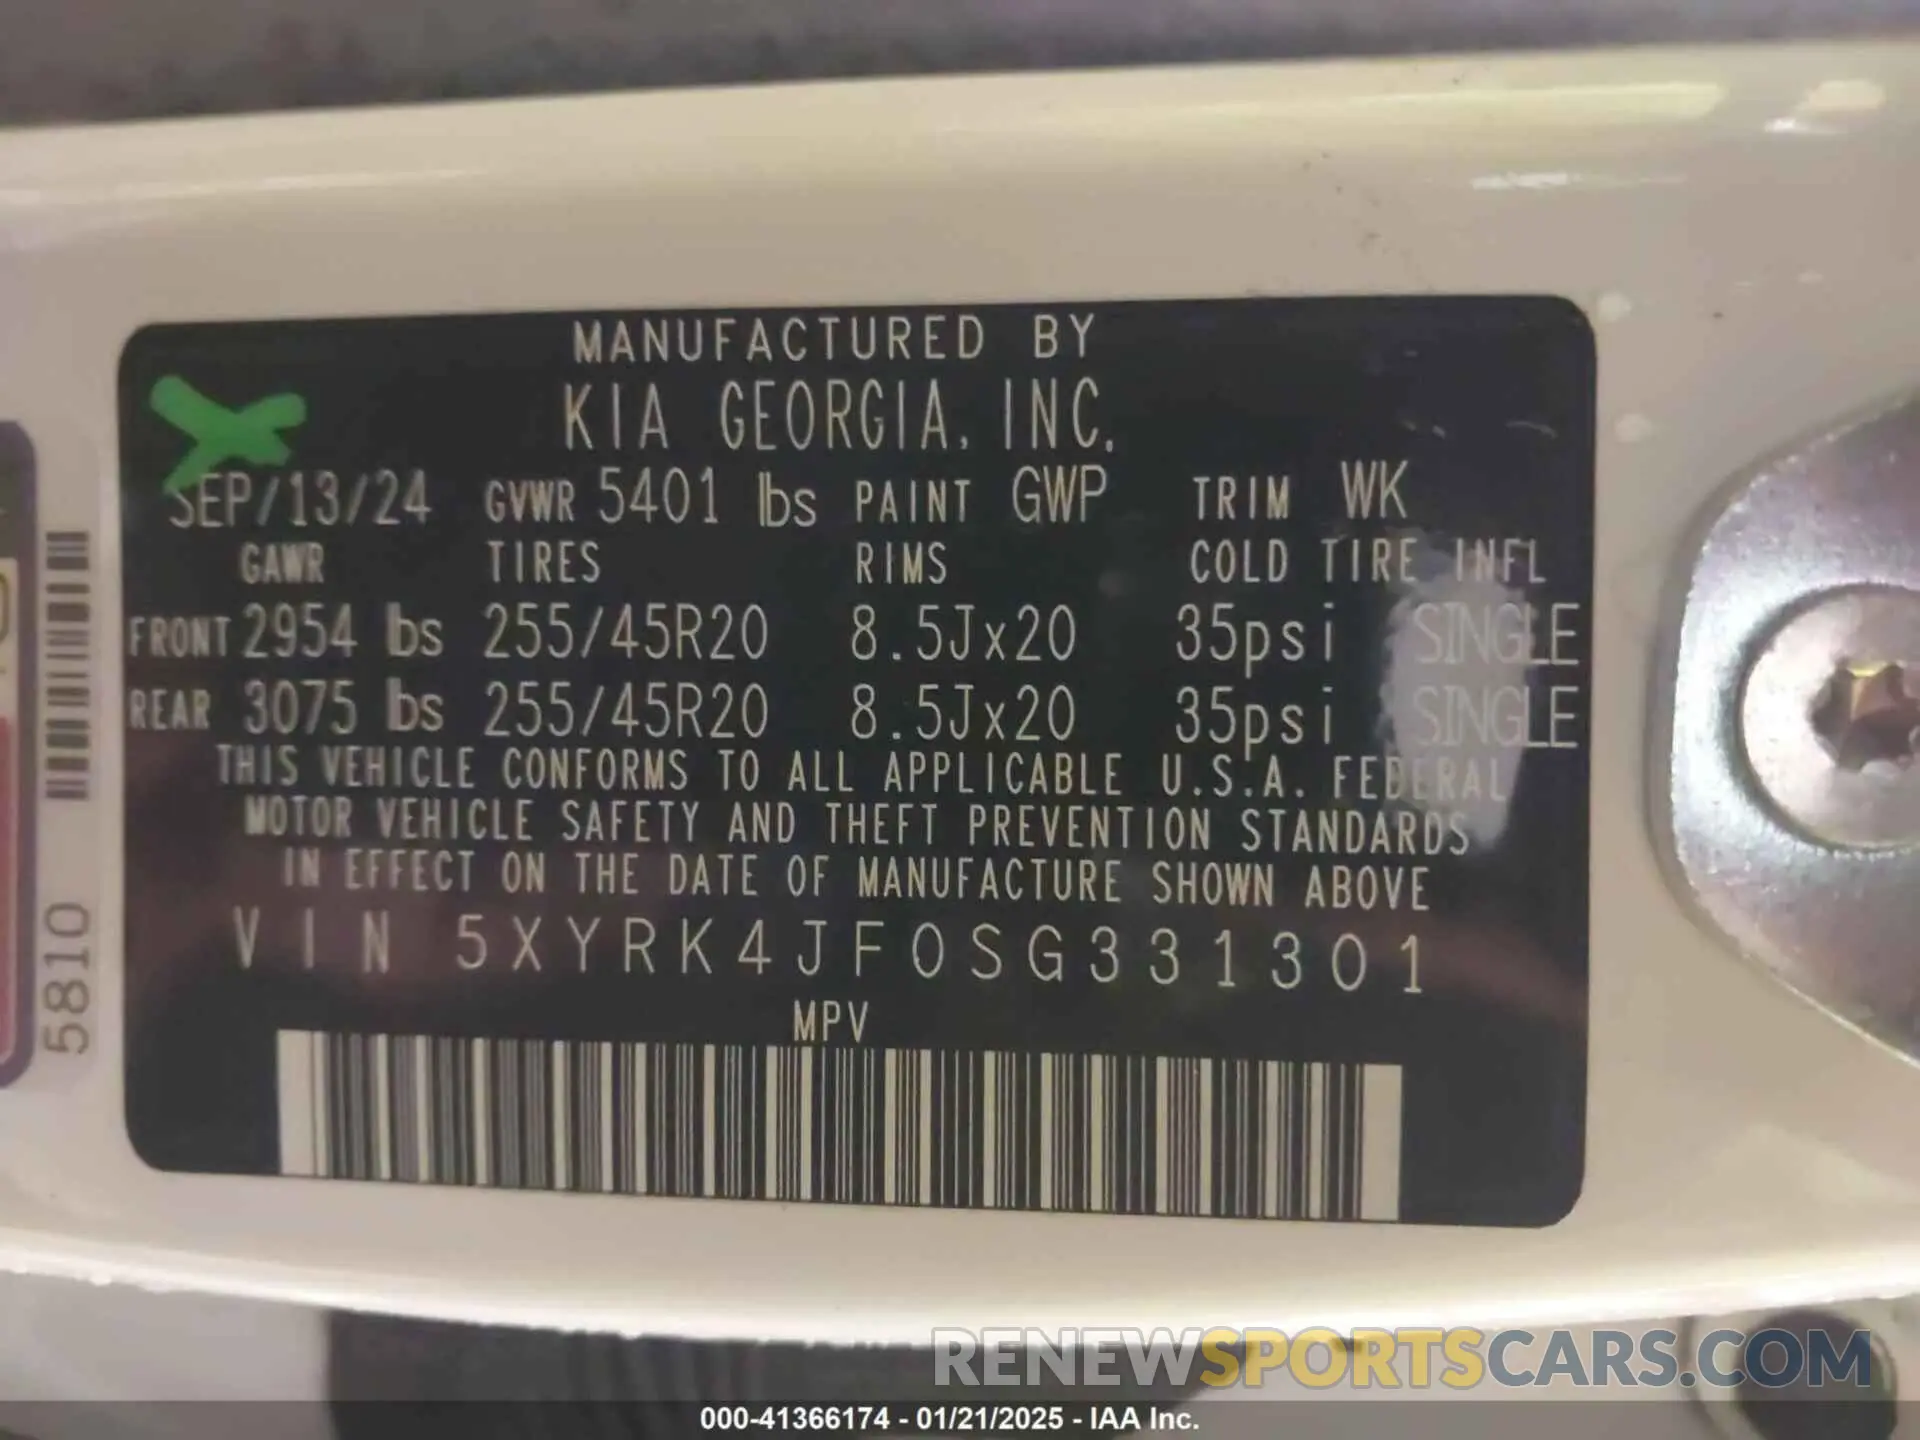 MANUFACTURED BY
KIA GEORGIA, INC.
SEP/13/24 GVWR 5401 lbs PAINT GWP TRIM WK
GAWR TIRES RIMS COLD TIRE INFL
FRONT 2954 lbs 255/45R20 8.5Jx20 35psi SINGLE
REAR 3075 lbs 255/45R20 8.5Jx20 35psi SINGLE
THIS VEHICLE CONFORMS TO ALL APPLICABLE U.S.A. FEDERAL
MOTOR VEHICLE SAFETY AND THEFT PREVENTION STANDARDS
IN EFFECT ON THE DATE OF MANUFACTURE SHOWN ABOVE
VIN 5XYRK4JF0SG331301
MPV
5810
RENEWSPORTSCARS.COM
000-41366174 - 01/21/2025 - IAA Inc.